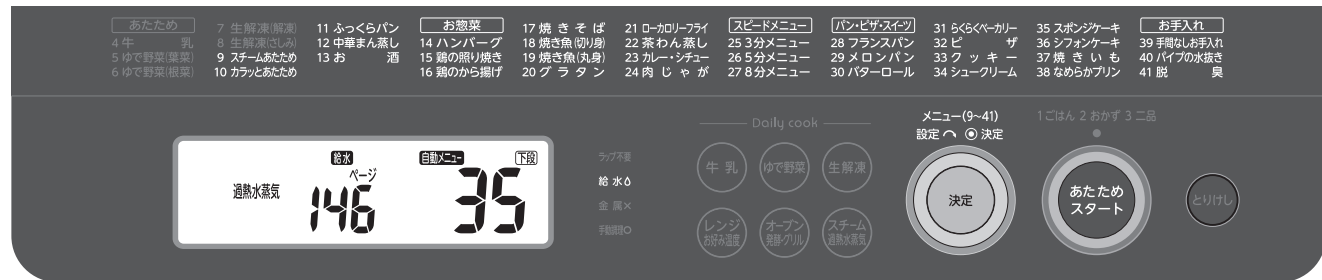 あたため
4 牛 乳
5 ゆで野菜(葉菜)
6 ゆで野菜(根菜)
7 生解凍(解凍)
8 生解凍(さしみ)
9 スチームあたため
10 カラッとあたため
11 ふっくらパン
12 中華まん蒸し
13 お 酒
お惣菜
14 ハンバーグ
15 鶏の照り焼き
16 鶏のから揚げ
17 焼きそば
18 焼き魚(切り身)
19 焼き魚(丸身)
20 グラタン
21 ローカロリーフライ
22 茶わん蒸し
23 カレー・シチュー
24 肉じゃが
スピードメニュー
25 3分メニュー
26 5分メニュー
27 8分メニュー
パン・ピザ・スイーツ
28 フランスパン
29 メロンパン
30 バターロール
31 らくらくベーカリー
32 ピ ザ
33 クッキー
34 シュークリーム
35 スポンジケーキ
36 シフォンケーキ
37 焼きいも
38 なめらかプリン
お手入れ
39 手間なしお手入れ
40 パイプの水抜き
41 脱 臭
過熱水蒸気
給水
ページ
146
自動メニュー
下段
35
ラップ不要
給水
金属×
手動調理○
Daily cook
牛乳
ゆで野菜
生解凍
レンジ
お好み温度
オーブン
発酵・グリル
スチーム
過熱水蒸気
メニュー(9~41)
設定 決定
決定
1 ごはん 2 おかず 3 二品
あたため
スタート
とりけし